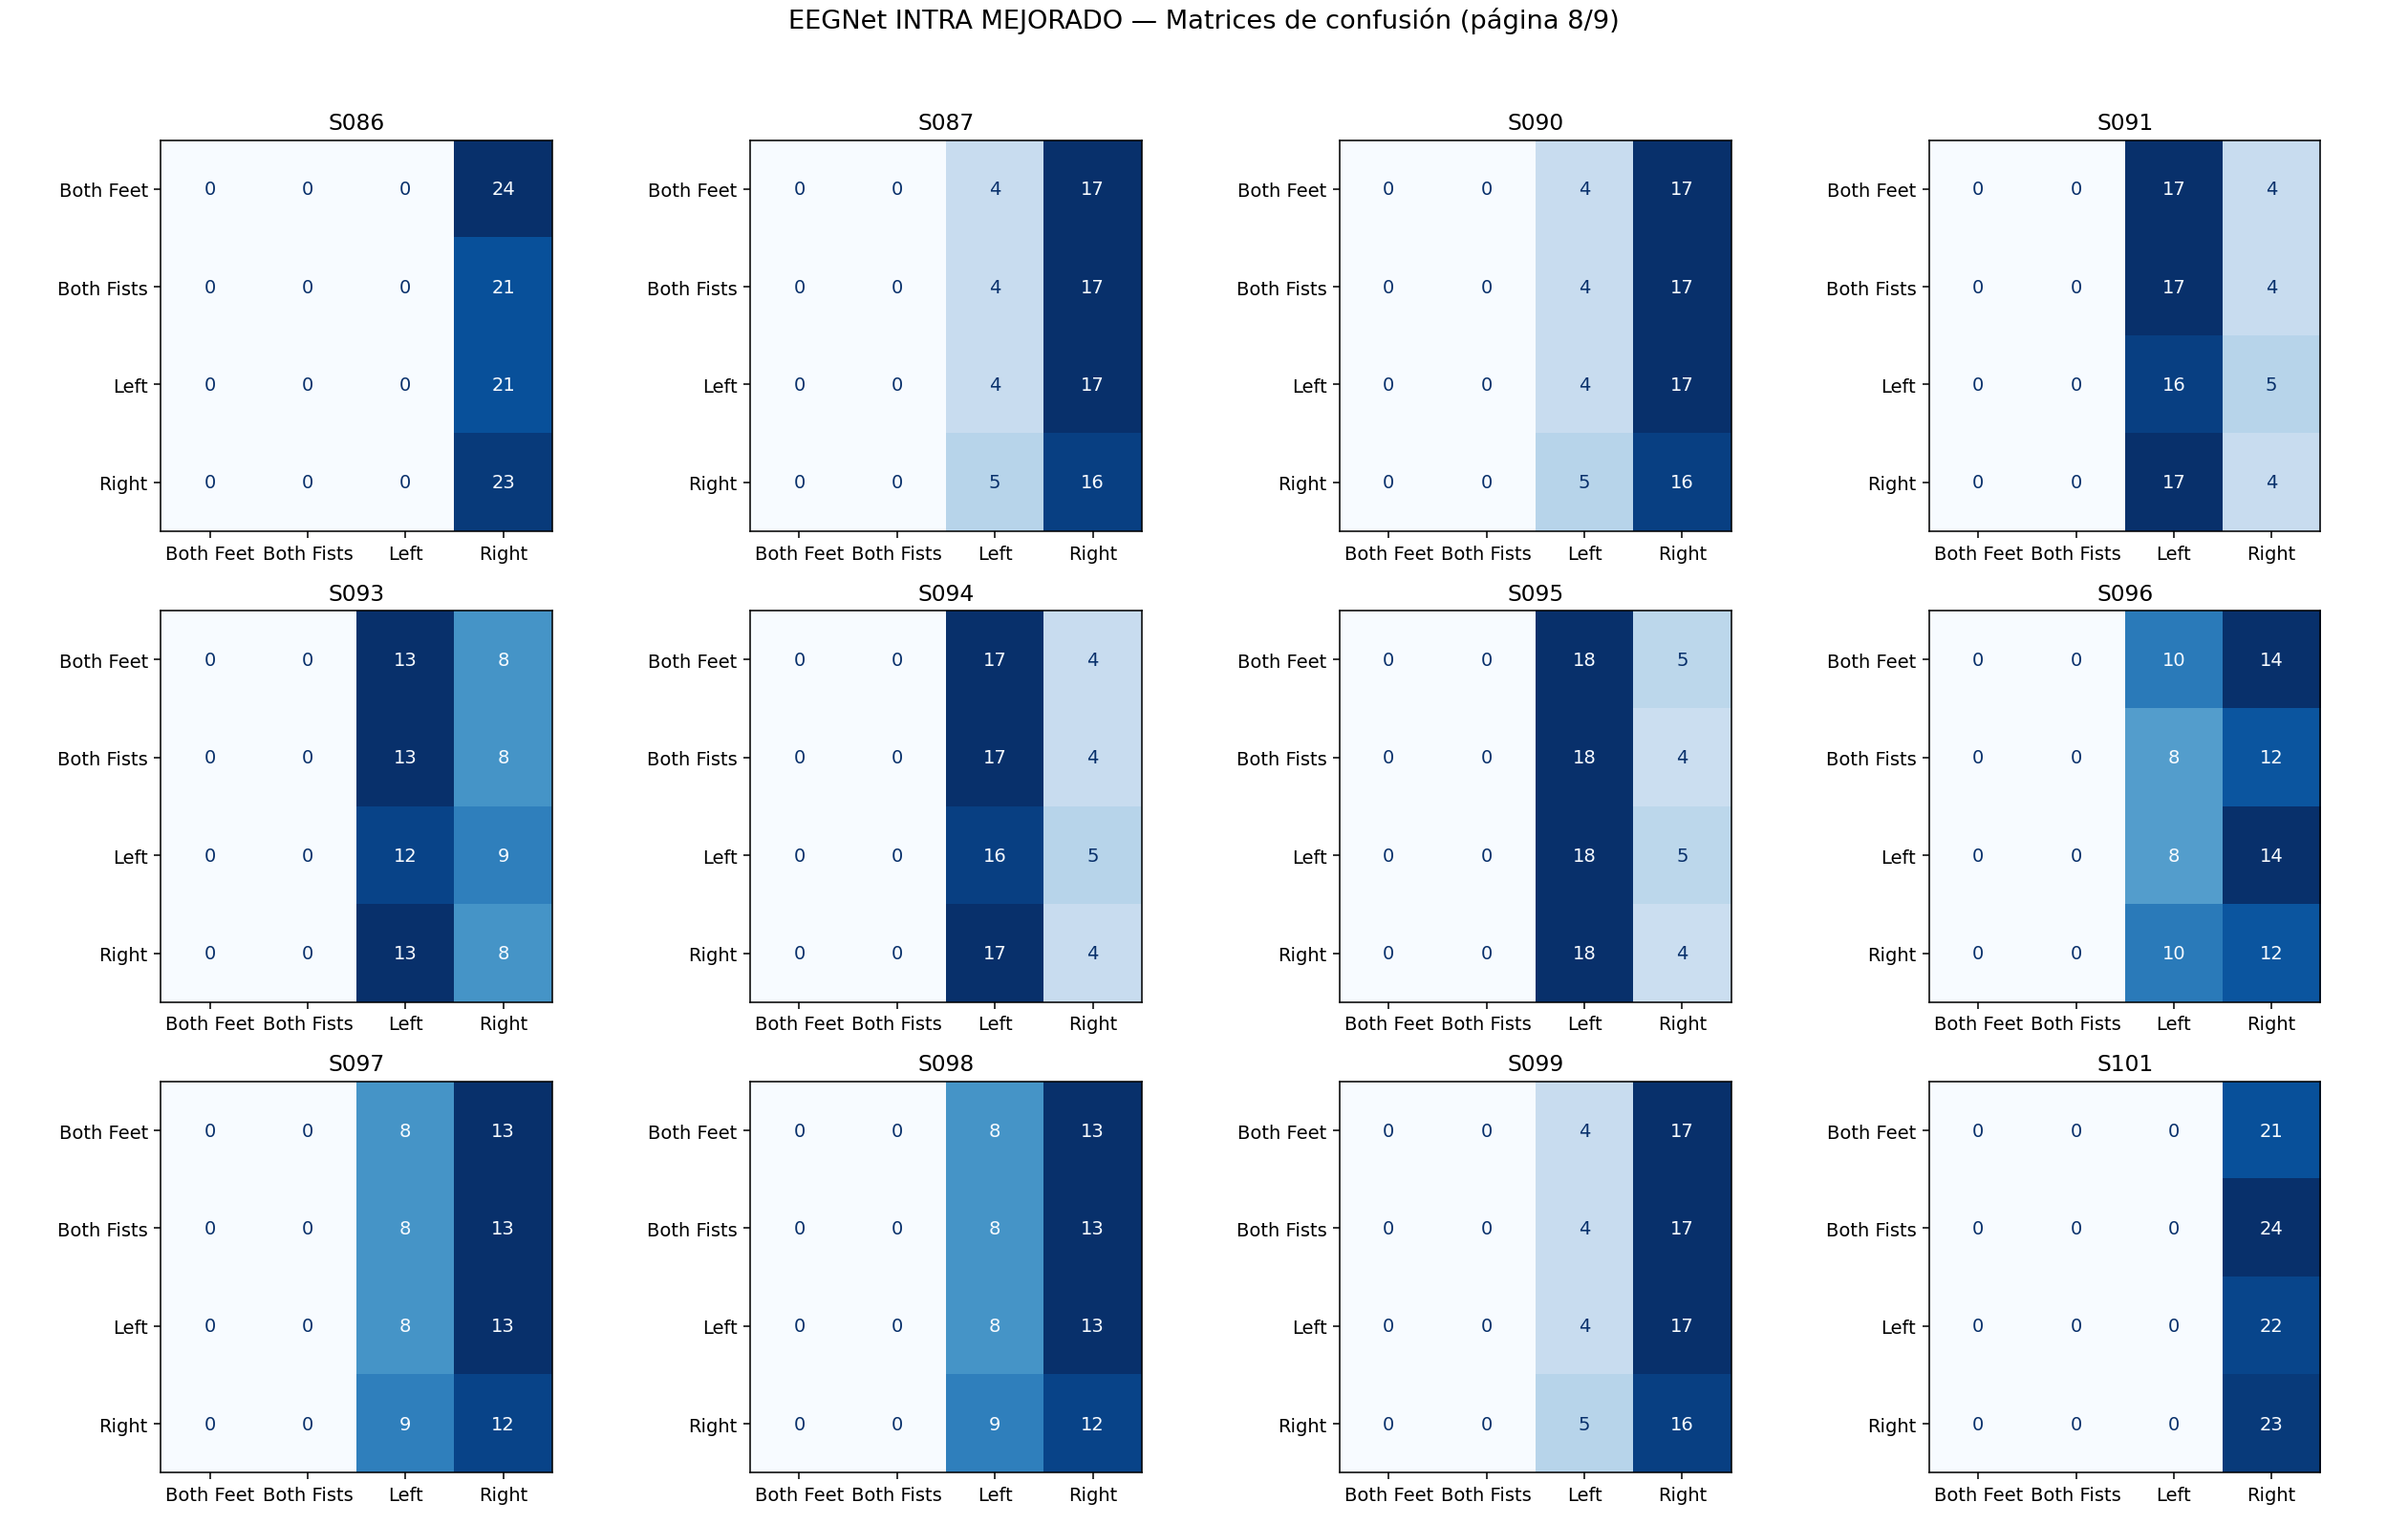 EEGNet INTRA MEJORADO — Matrices de confusión (página 8/9)
S086 S087 S090 S091
Both Feet 0 0 0 24 Both Feet 0 0 4 17 Both Feet 0 0 4 17 Both Feet 0 0 17 4
Both Fists 0 0 0 21 Both Fists 0 0 4 17 Both Fists 0 0 4 17 Both Fists 0 0 17 4
Left 0 0 0 21 Left 0 0 4 17 Left 0 0 4 17 Left 0 0 16 5
Right 0 0 0 23 Right 0 0 5 16 Right 0 0 5 16 Right 0 0 17 4
Both Feet Both Fists Left Right Both Feet Both Fists Left Right Both Feet Both Fists Left Right Both Feet Both Fists Left Right
S093 S094 S095 S096
Both Feet 0 0 13 8 Both Feet 0 0 17 4 Both Feet 0 0 18 5 Both Feet 0 0 10 14
Both Fists 0 0 13 8 Both Fists 0 0 17 4 Both Fists 0 0 18 4 Both Fists 0 0 8 12
Left 0 0 12 9 Left 0 0 16 5 Left 0 0 18 5 Left 0 0 8 14
Right 0 0 13 8 Right 0 0 17 4 Right 0 0 18 4 Right 0 0 10 12
Both Feet Both Fists Left Right Both Feet Both Fists Left Right Both Feet Both Fists Left Right Both Feet Both Fists Left Right
S097 S098 S099 S101
Both Feet 0 0 8 13 Both Feet 0 0 8 13 Both Feet 0 0 4 17 Both Feet 0 0 0 21
Both Fists 0 0 8 13 Both Fists 0 0 8 13 Both Fists 0 0 4 17 Both Fists 0 0 0 24
Left 0 0 8 13 Left 0 0 8 13 Left 0 0 4 17 Left 0 0 0 22
Right 0 0 9 12 Right 0 0 9 12 Right 0 0 5 16 Right 0 0 0 23
Both Feet Both Fists Left Right Both Feet Both Fists Left Right Both Feet Both Fists Left Right Both Feet Both Fists Left Right